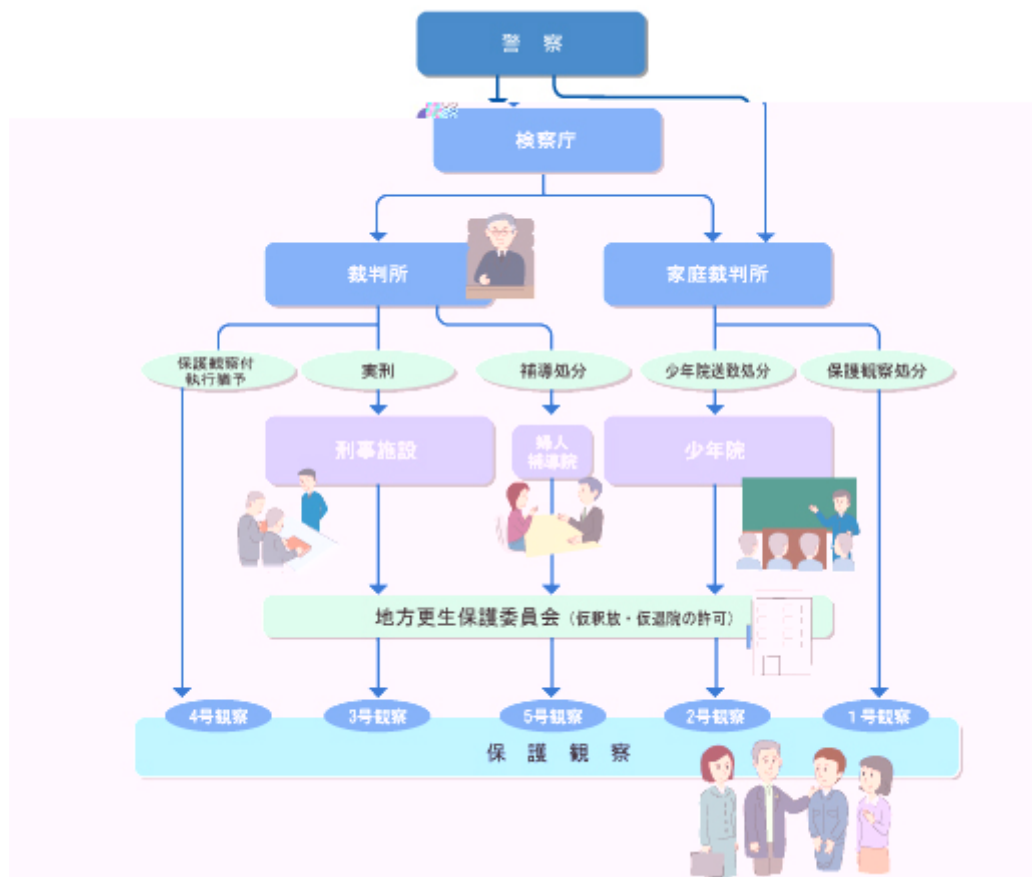 警 察
検察庁
裁判所
家庭裁判所
保護観察付
執行猶予
実刑
補導処分
少年院送致処分
保護観察処分
刑事施設
婦人
補導院
少年院
地方更生保護委員会（仮釈放・仮退院の許可）
4号観察
3号観察
5号観察
2号観察
1号観察
保 護 観 察